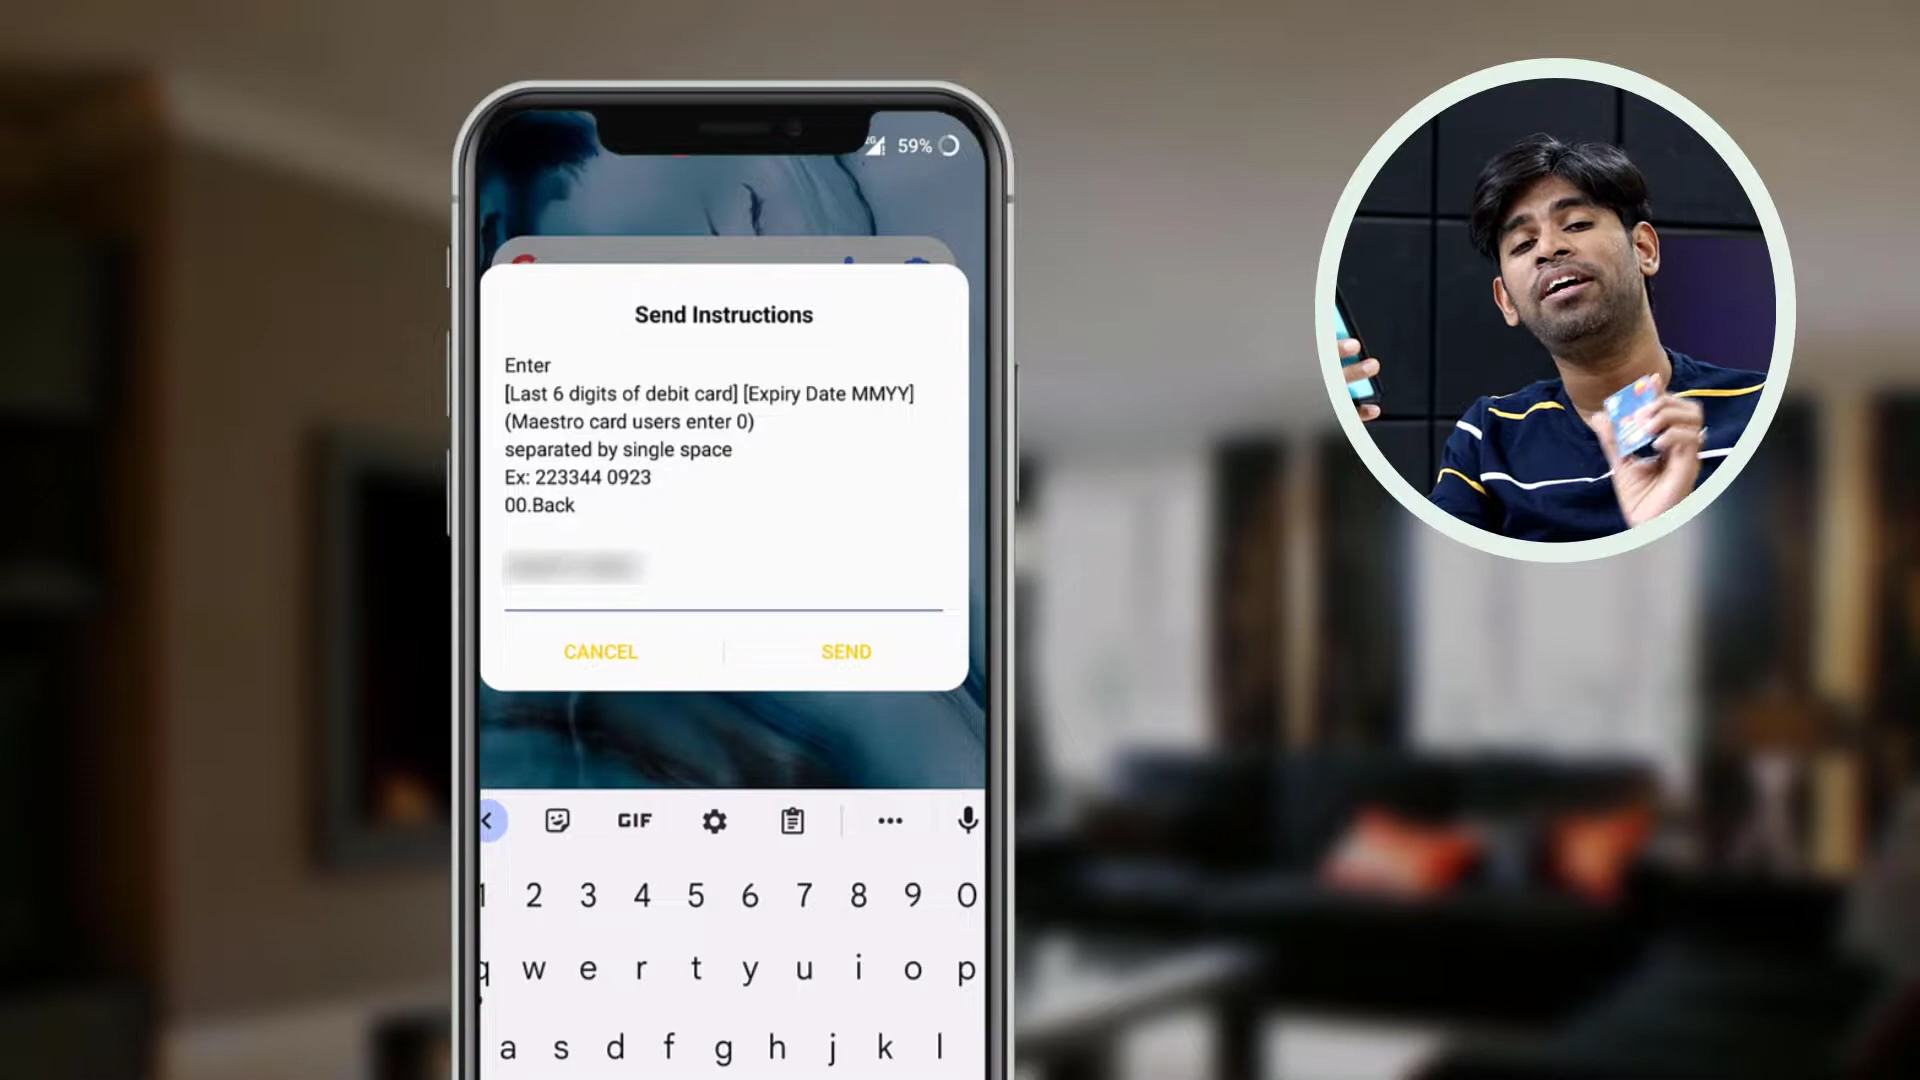 2G
59%
Send Instructions
Enter
[Last 6 digits of debit card] [Expiry Date MMYY]
(Maestro card users enter 0)
separated by single space
Ex: 223344 0923
00.Back
CANCEL
SEND
GIF
1 2 3 4 5 6 7 8 9 0
q w e r t y u i o p
a s d f g h j k l